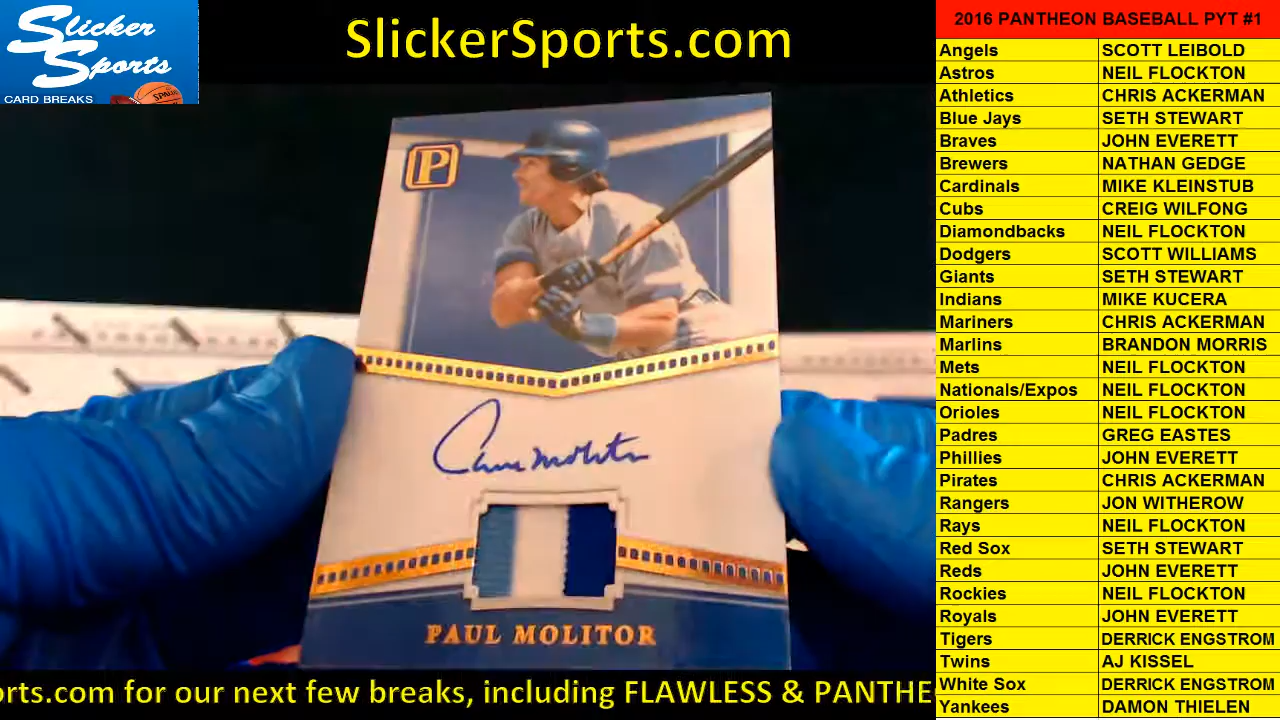 Slicker
Sports
CARD BREAKS
SPALDING
SlickerSports.com
P
Paul Molitor
PAUL MOLITOR
rts.com for our next few breaks, including FLAWLESS & PANTHE
2016 PANTHEON BASEBALL PYT #1
Angels SCOTT LEIBOLD
Astros NEIL FLOCKTON
Athletics CHRIS ACKERMAN
Blue Jays SETH STEWART
Braves JOHN EVERETT
Brewers NATHAN GEDGE
Cardinals MIKE KLEINSTUB
Cubs CREIG WILFONG
Diamondbacks NEIL FLOCKTON
Dodgers SCOTT WILLIAMS
Giants SETH STEWART
Indians MIKE KUCERA
Mariners CHRIS ACKERMAN
Marlins BRANDON MORRIS
Mets NEIL FLOCKTON
Nationals/Expos NEIL FLOCKTON
Orioles NEIL FLOCKTON
Padres GREG EASTES
Phillies JOHN EVERETT
Pirates CHRIS ACKERMAN
Rangers JON WITHEROW
Rays NEIL FLOCKTON
Red Sox SETH STEWART
Reds JOHN EVERETT
Rockies NEIL FLOCKTON
Royals JOHN EVERETT
Tigers DERRICK ENGSTROM
Twins AJ KISSEL
White Sox DERRICK ENGSTROM
Yankees DAMON THIELEN